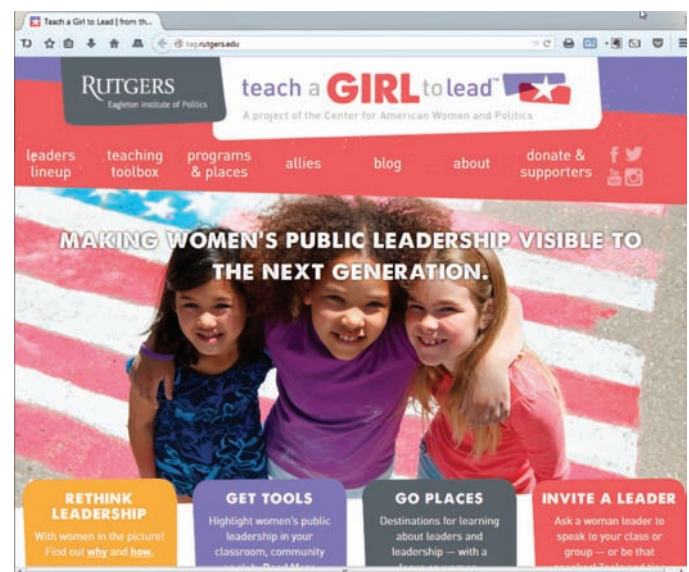 Teach a Girl to Lead | from th...
tag.rutgers.edu
RUTGERS
Eagleton Institute of Politics
teach a GIRL to lead™
A project of the Center for American Women and Politics
leaders lineup
teaching toolbox
programs & places
allies
blog
about
donate & supporters
MAKING WOMEN'S PUBLIC LEADERSHIP VISIBLE TO
THE NEXT GENERATION.
RETHINK
LEADERSHIP
With women in the picture!
Find out why and how.
GET TOOLS
Highlight women's public
leadership in your
classroom, community
GO PLACES
Destinations for learning
about leaders and
leadership — with a
INVITE A LEADER
Ask a woman leader to
speak to your class or
group — or be that